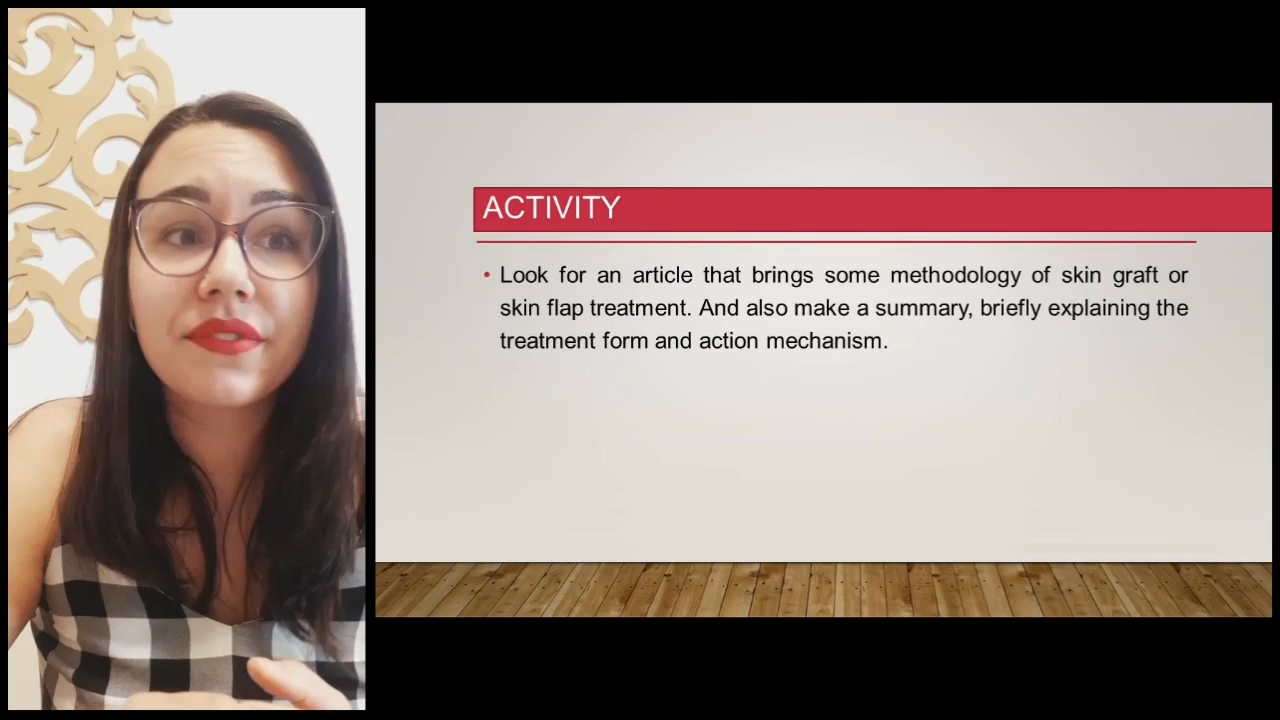 ACTIVITY
• Look for an article that brings some methodology of skin graft or
skin flap treatment. And also make a summary, briefly explaining the
treatment form and action mechanism.